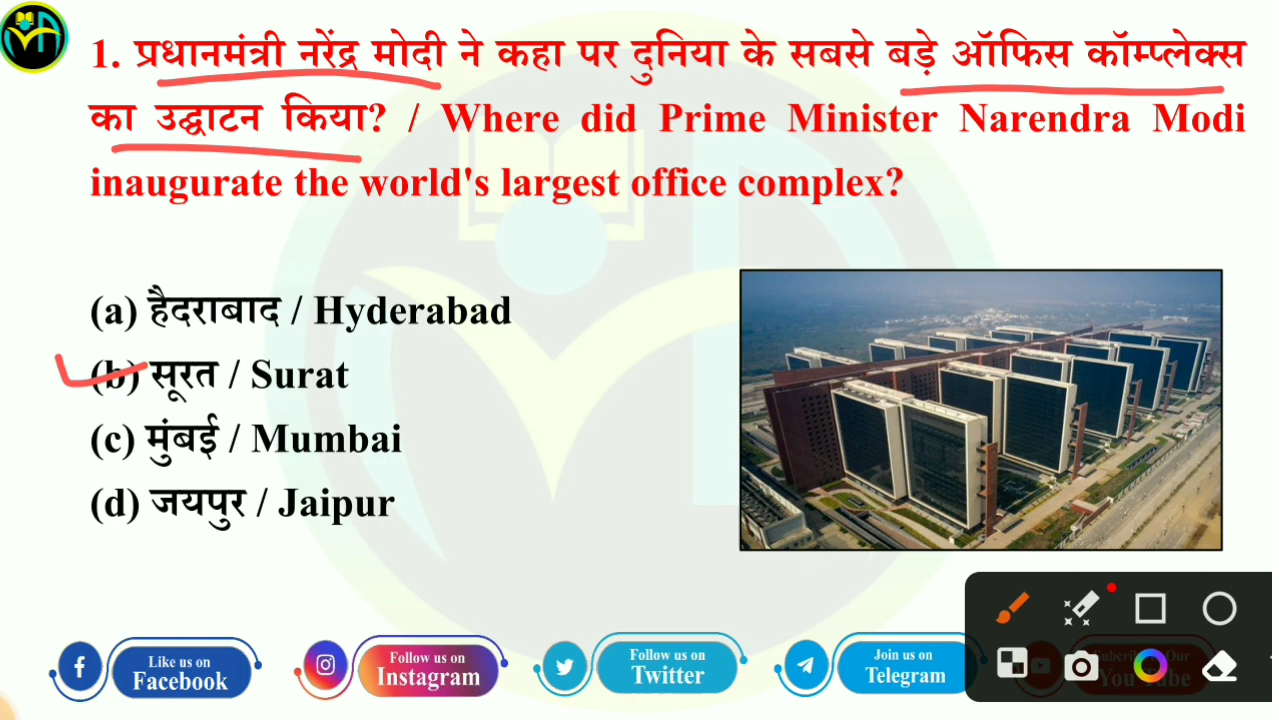 1. प्रधानमंत्री नरेंद्र मोदी ने कहा पर दुनिया के सबसे बड़े ऑफिस कॉम्प्लेक्स
का उद्घाटन किया? / Where did Prime Minister Narendra Modi
inaugurate the world's largest office complex?
(a) हैदराबाद / Hyderabad
(b) सूरत / Surat
(c) मुंबई / Mumbai
(d) जयपुर / Jaipur
Like us on
Facebook
Follow us on
Instagram
Follow us on
Twitter
Join us on
Telegram
Our